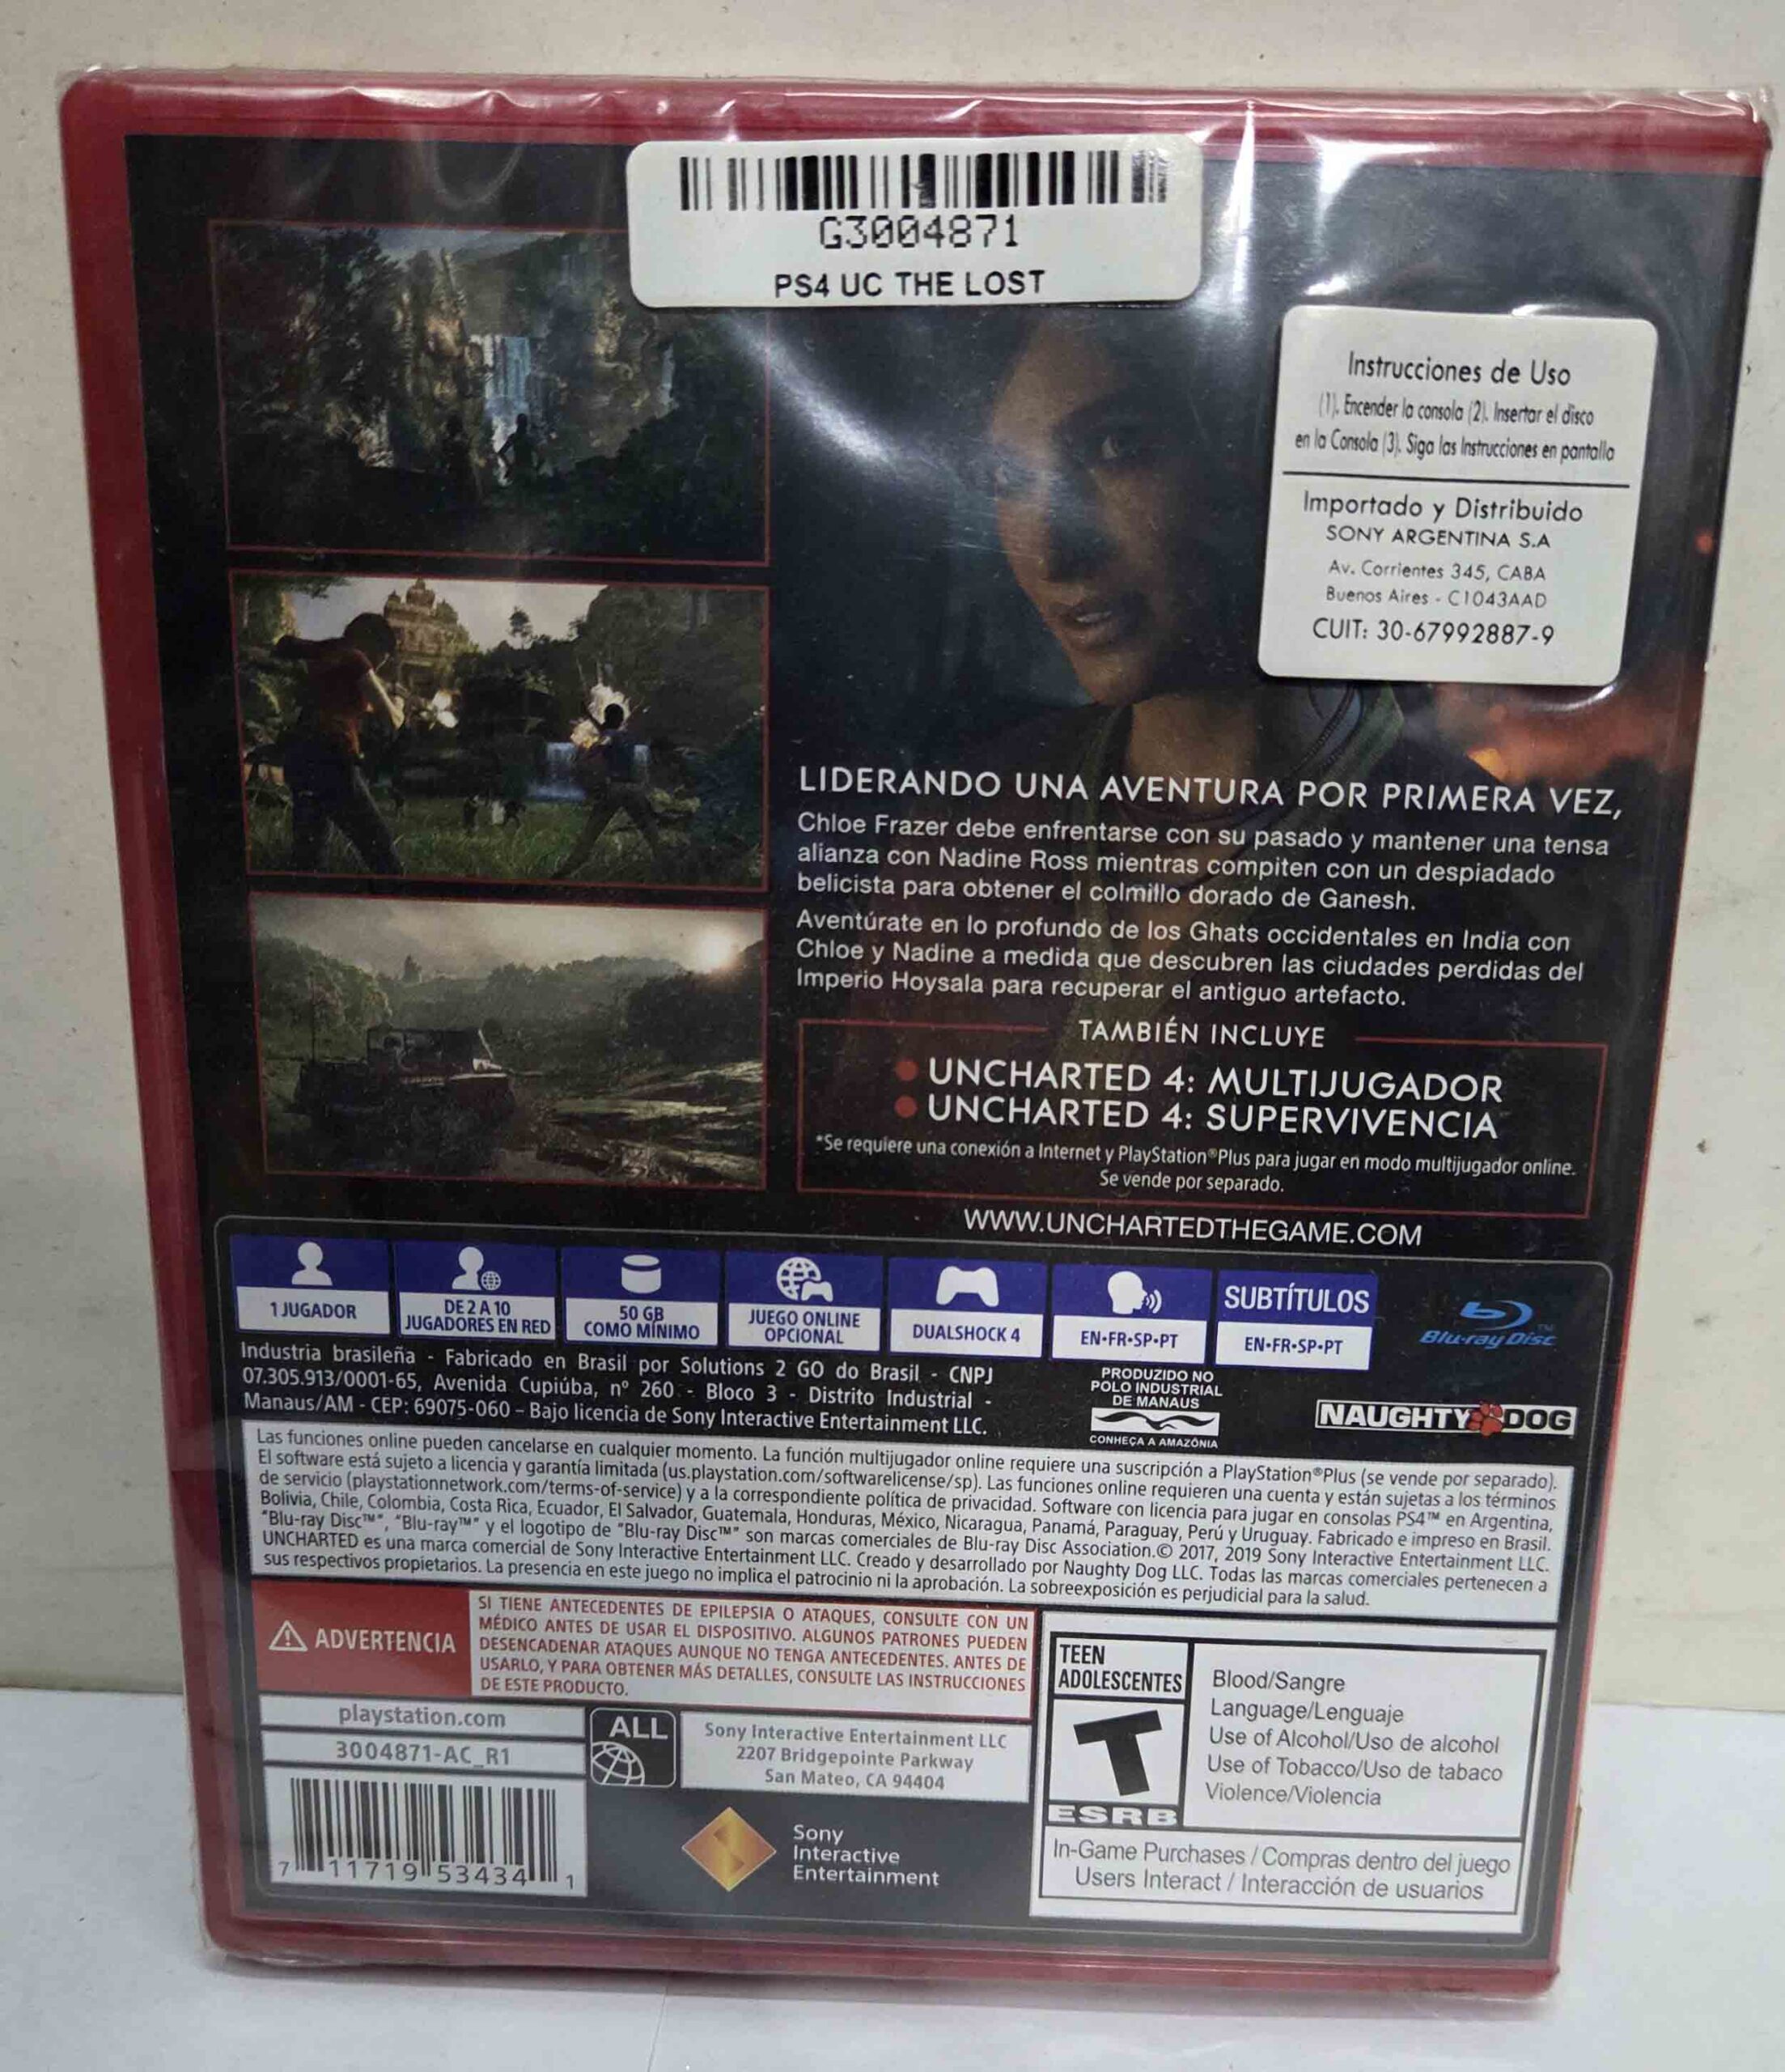 G3004871
PS4 UC THE LOST
Instrucciones de Uso
(1). Encender la consola (2). Insertar el disco
en la Consola (3). Siga las Instrucciones en pantalla
Importado y Distribuido
SONY ARGENTINA S.A
Av. Corrientes 345, CABA
Buenos Aires - C1043AAD
CUIT: 30-67992887-9
LIDERANDO UNA AVENTURA POR PRIMERA VEZ,
Chloe Frazer debe enfrentarse con su pasado y mantener una tensa
alianza con Nadine Ross mientras compiten con un despiadado
belicista para obtener el colmillo dorado de Ganesh.
Aventúrate en lo profundo de los Ghats occidentales en India con
Chloe y Nadine a medida que descubren las ciudades perdidas del
Imperio Hoysala para recuperar el antiguo artefacto.
TAMBIÉN INCLUYE
• UNCHARTED 4: MULTIJUGADOR
• UNCHARTED 4: SUPERVIVENCIA
*Se requiere una conexión a Internet y PlayStation®Plus para jugar en modo multijugador online.
Se vende por separado.
WWW.UNCHARTEDTHEGAME.COM
1 JUGADOR
DE 2 A 10
JUGADORES EN RED
50 GB
COMO MÍNIMO
JUEGO ONLINE
OPCIONAL
DUALSHOCK 4
EN•FR•SP•PT
SUBTÍTULOS
EN•FR•SP•PT
Blu-ray Disc™
Industria brasileña - Fabricado en Brasil por Solutions 2 GO do Brasil - CNPJ
07.305.913/0001-65, Avenida Cupiúba, nº 260 - Bloco 3 - Distrito Industrial -
Manaus/AM - CEP: 69075-060 – Bajo licencia de Sony Interactive Entertainment LLC.
PRODUZIDO NO
POLO INDUSTRIAL
DE MANAUS
CONHEÇA A AMAZÔNIA
NAUGHTY DOG
Las funciones online pueden cancelarse en cualquier momento. La función multijugador online requiere una suscripción a PlayStation®Plus (se vende por separado).
El software está sujeto a licencia y garantía limitada (us.playstation.com/softwarelicense/sp). Las funciones online requieren una cuenta y están sujetas a los términos
de servicio (playstationnetwork.com/terms-of-service) y a la correspondiente política de privacidad. Software con licencia para jugar en consolas PS4™ en Argentina,
Bolivia, Chile, Colombia, Costa Rica, Ecuador, El Salvador, Guatemala, Honduras, México, Nicaragua, Panamá, Paraguay, Perú y Uruguay. Fabricado e impreso en Brasil.
"Blu-ray Disc™", "Blu-ray™" y el logotipo de "Blu-ray Disc™" son marcas comerciales de Blu-ray Disc Association.© 2017, 2019 Sony Interactive Entertainment LLC.
UNCHARTED es una marca comercial de Sony Interactive Entertainment LLC. Creado y desarrollado por Naughty Dog LLC. Todas las marcas comerciales pertenecen a
sus respectivos propietarios. La presencia en este juego no implica el patrocinio ni la aprobación. La sobreexposición es perjudicial para la salud.
ADVERTENCIA
SI TIENE ANTECEDENTES DE EPILEPSIA O ATAQUES, CONSULTE CON UN
MÉDICO ANTES DE USAR EL DISPOSITIVO. ALGUNOS PATRONES PUEDEN
DESENCADENAR ATAQUES AUNQUE NO TENGA ANTECEDENTES. ANTES DE
USARLO, Y PARA OBTENER MÁS DETALLES, CONSULTE LAS INSTRUCCIONES
DE ESTE PRODUCTO.
playstation.com
3004871-AC_R1
7 11719 53434 1
ALL
Sony Interactive Entertainment LLC
2207 Bridgepointe Parkway
San Mateo, CA 94404
Sony
Interactive
Entertainment
TEEN
ADOLESCENTES
T
ESRB
Blood/Sangre
Language/Lenguaje
Use of Alcohol/Uso de alcohol
Use of Tobacco/Uso de tabaco
Violence/Violencia
In-Game Purchases / Compras dentro del juego
Users Interact / Interacción de usuarios